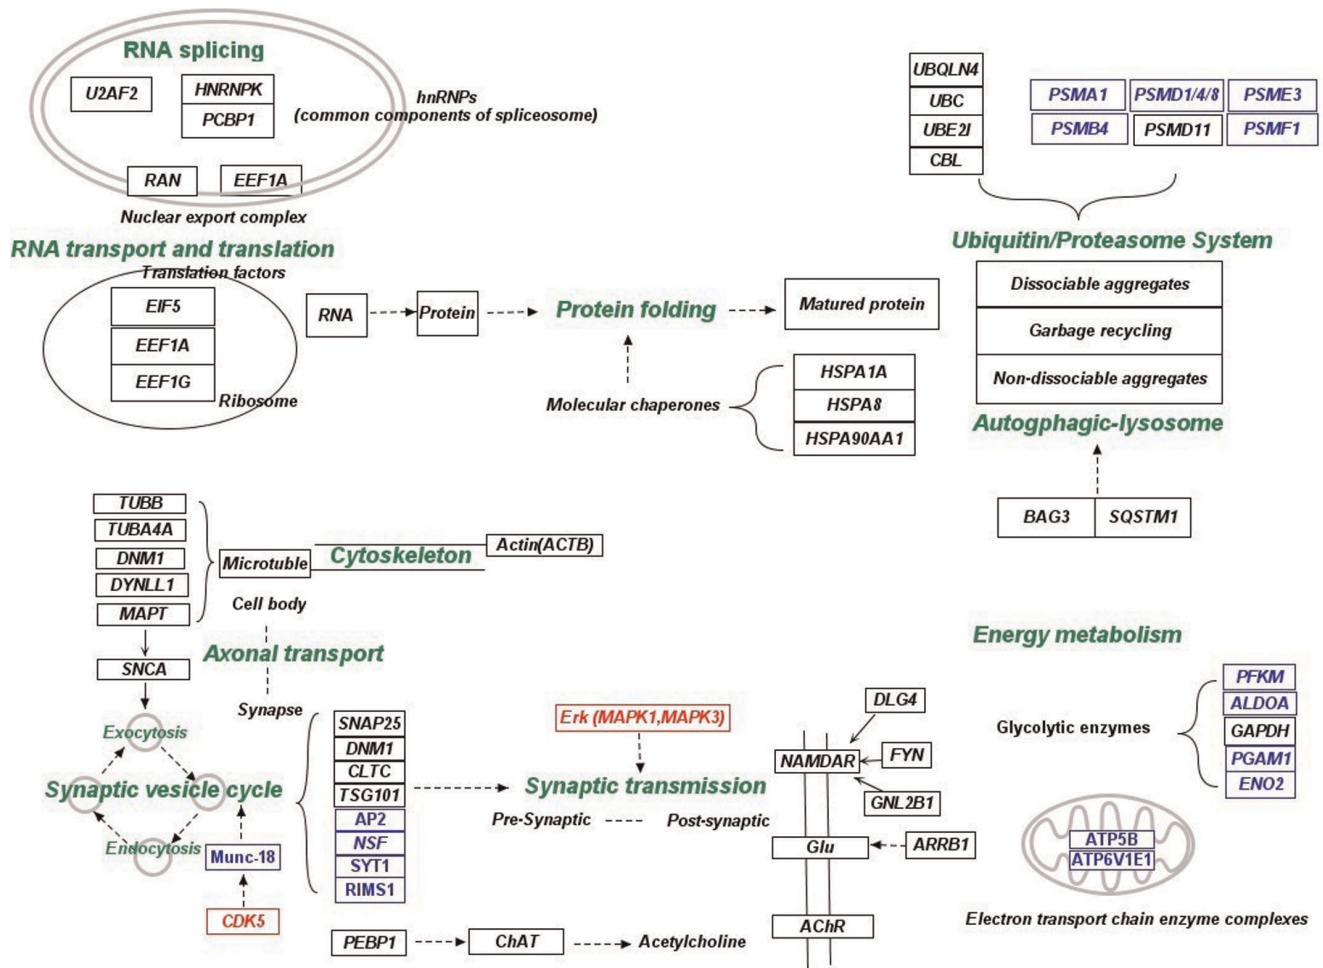 RNA splicing
U2AF2
HNRNPK
PCBP1
hnRNPs
(common components of spliceosome)
RAN
EEF1A
Nuclear export complex
RNA transport and translation
Translation factors
EIF5
EEF1A
EEF1G
Ribosome
RNA
Protein
Protein folding
Matured protein
Molecular chaperones
HSPA1A
HSPA8
HSPA90AA1
UBQLN4
UBC
UBE2I
CBL
PSMA1
PSMD1/4/8
PSME3
PSMB4
PSMD11
PSMF1
Ubiquitin/Proteasome System
Dissociable aggregates
Garbage recycling
Non-dissociable aggregates
Autogphagic-lysosome
BAG3
SQSTM1
TUBB
TUBA4A
DNM1
DYNLL1
MAPT
Microtuble
Cytoskeleton
Actin(ACTB)
Cell body
SNCA
Axonal transport
Synapse
Exocytosis
Synaptic vesicle cycle
Endocytosis
Munc-18
CDK5
SNAP25
DNM1
CLTC
TSG101
AP2
NSF
SYT1
RIMS1
Erk (MAPK1,MAPK3)
Synaptic transmission
Pre-Synaptic
Post-synaptic
PEBP1
ChAT
Acetylcholine
DLG4
NAMDAR
FYN
GNL2B1
Glu
ARRB1
AChR
Energy metabolism
Glycolytic enzymes
PFKM
ALDOA
GAPDH
PGAM1
ENO2
ATP5B
ATP6V1E1
Electron transport chain enzyme complexes